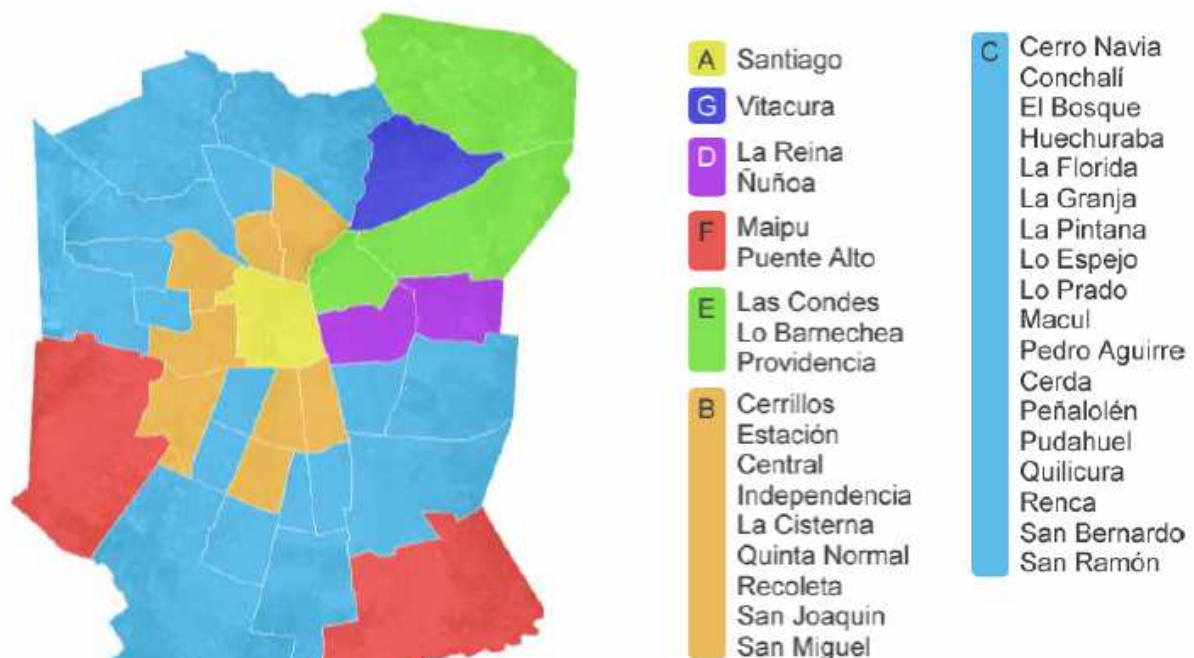 A Santiago
G Vitacura
D La Reina
Ñuñoa
F Maipu
Puente Alto
E Las Condes
Lo Barnechea
Providencia
B Cerrillos
Estación
Central
Independencia
La Cisterna
Quinta Normal
Recoleta
San Joaquin
San Miguel
C Cerro Navia
Conchalí
El Bosque
Huechuraba
La Florida
La Granja
La Pintana
Lo Espejo
Lo Prado
Macul
Pedro Aguirre
Cerda
Peñalolén
Pudahuel
Quilicura
Renca
San Bernardo
San Ramón